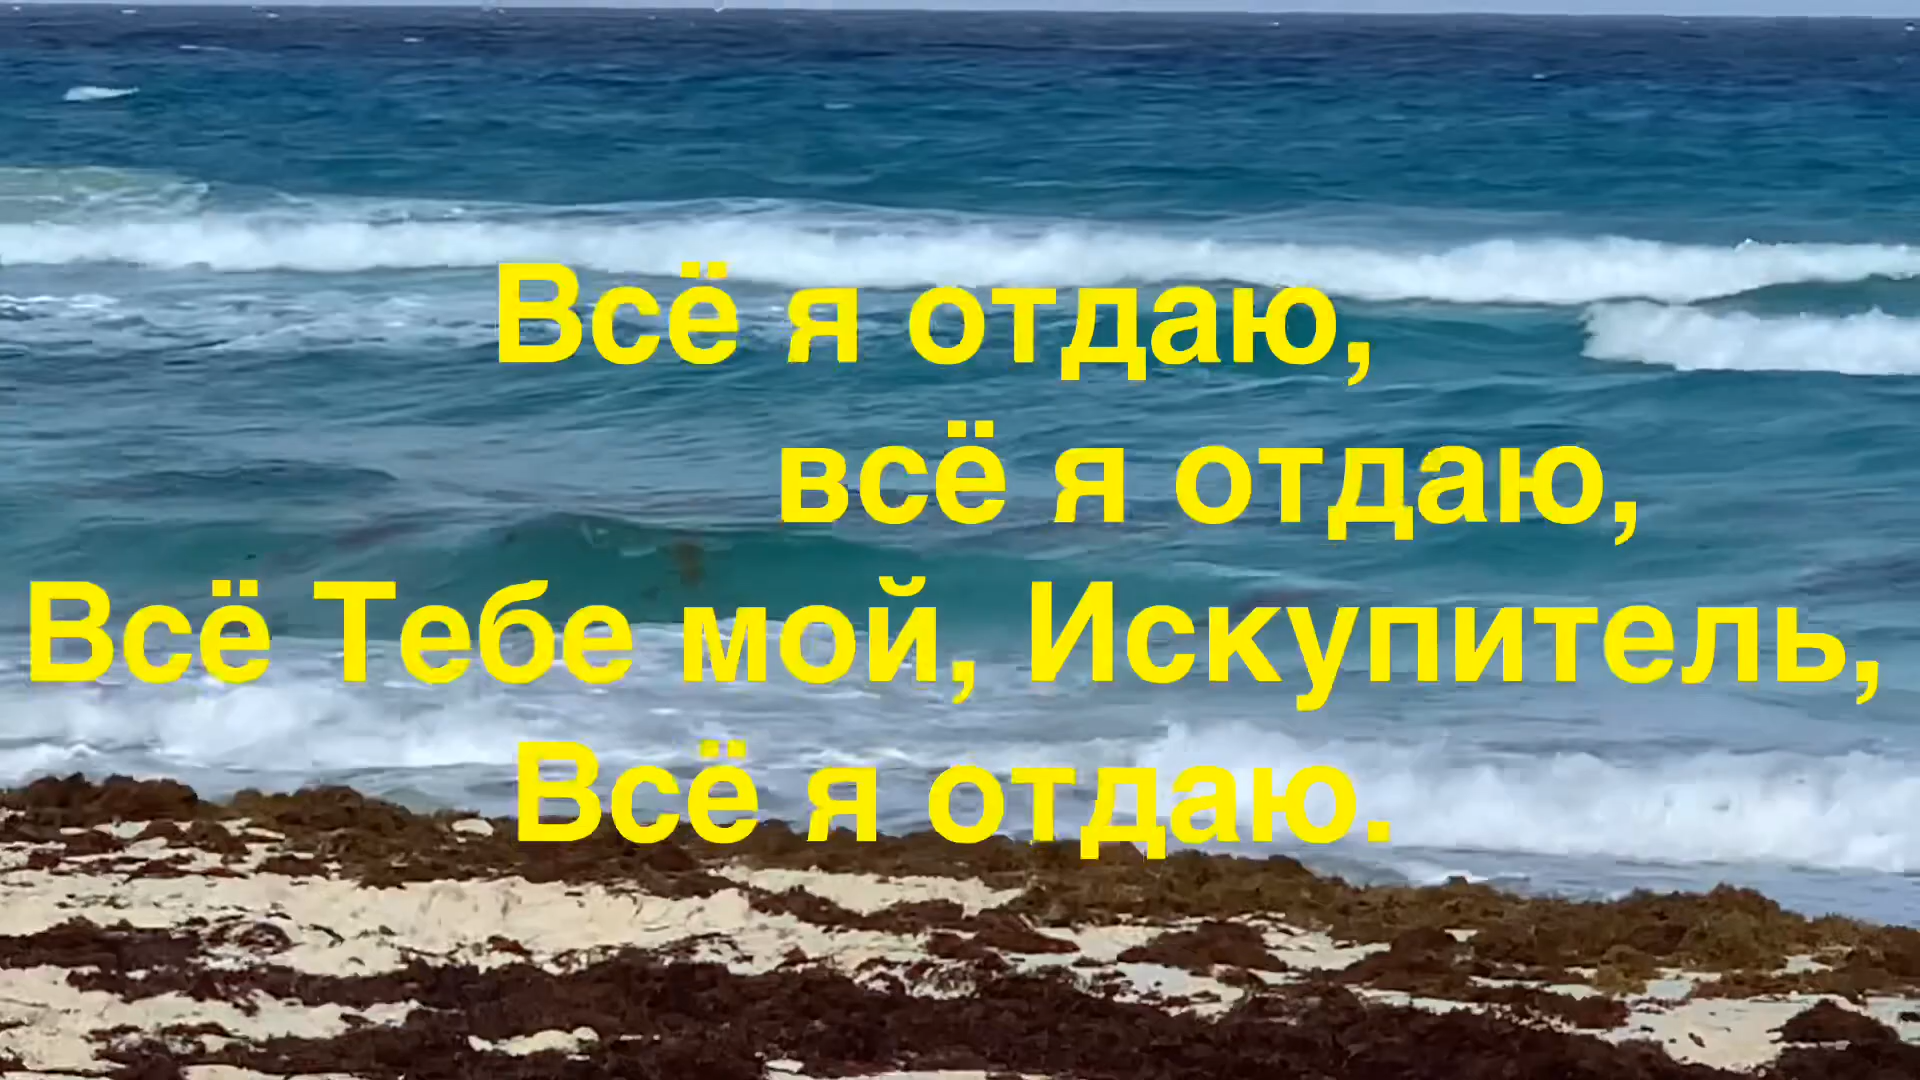 Всё я отдаю,
всё я отдаю,
Всё Тебе мой, Искупитель,
Всё я отдаю.